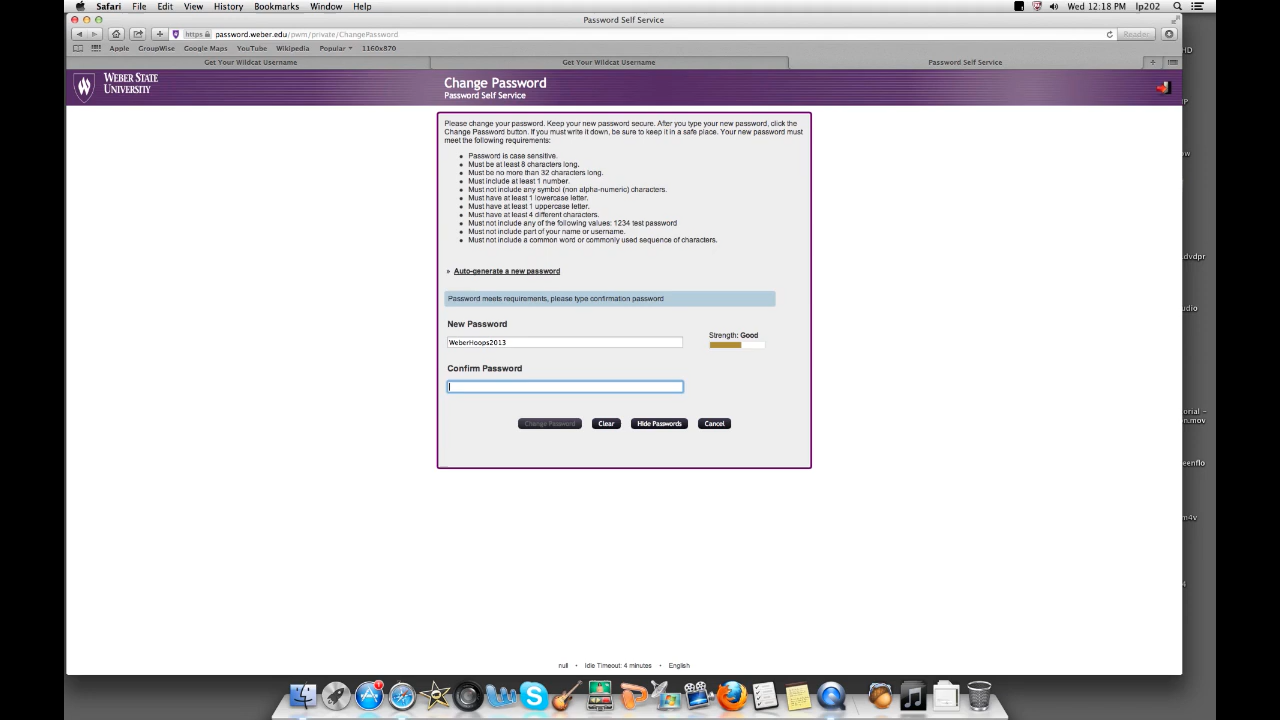 Safari File Edit View History Bookmarks Window Help
Wed 12:18 PM lp202
Password Self Service
https password.weber.edu/pwm/private/ChangePassword
Reader
Apple GroupWise Google Maps YouTube Wikipedia Popular 1160x870
Get Your Wildcat Username
Get Your Wildcat Username
Password Self Service
WEBER STATE
UNIVERSITY
Change Password
Password Self Service
Please change your password. Keep your new password secure. After you type your new password, click the
Change Password button. If you must write it down, be sure to keep it in a safe place. Your new password must
meet the following requirements:
Password is case sensitive.
Must be at least 8 characters long.
Must be no more than 32 characters long.
Must include at least 1 number.
Must not include any symbol (non alpha-numeric) characters.
Must have at least 1 lowercase letter.
Must have at least 1 uppercase letter.
Must have at least 4 different characters.
Must not include any of the following values: 1234 test password
Must not include part of your name or username.
Must not include a common word or commonly used sequence of characters.
Auto-generate a new password
Password meets requirements, please type confirmation password
New Password
WeberHoops2013
Strength: Good
Confirm Password
Change Password Clear Hide Passwords Cancel
null • Idle Timeout: 4 minutes • English
HD
dvdpr
udio
orial –
on.mov
eenflo
m4v